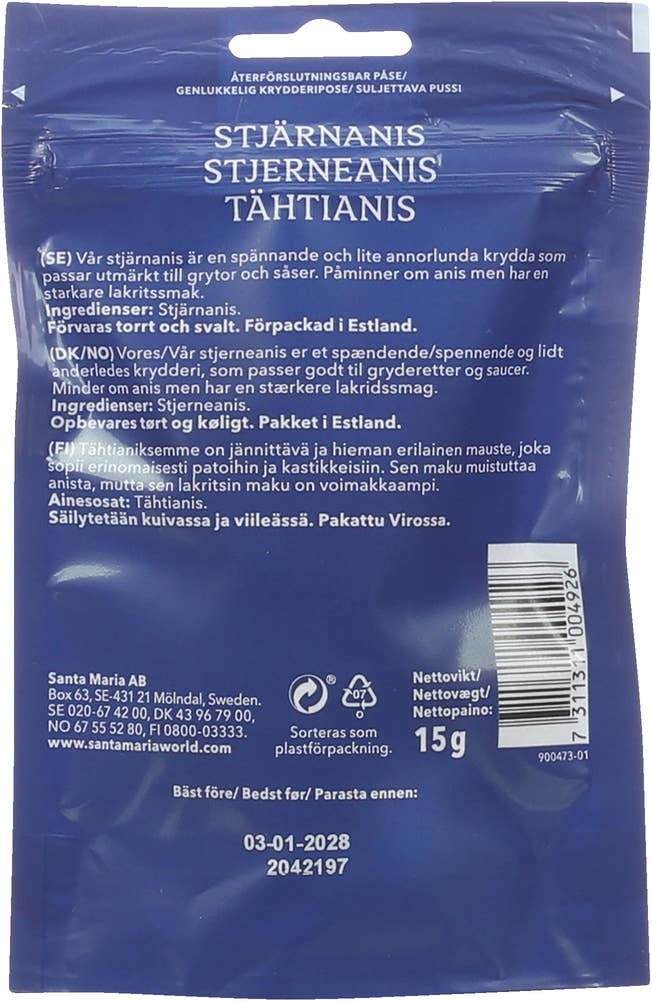 ÅTERFÖRSLUTNINGSBAR PÅSE/
GENLUKKELIG KRYDDERIPOSE/ SULJETTAVA PUSSI
STJÄRNANIS
STJERNEANIS
TÄHTIANIS
(SE) Vår stjärnanis är en spännande och lite annorlunda krydda som
passar utmärkt till grytor och såser. Påminner om anis men har en
starkare lakritssmak.
Ingredienser: Stjärnanis.
Förvaras torrt och svalt. Förpackad i Estland.
(DK/NO) Vores/Vår stjerneanis er et spændende/spennende og lidt
anderledes krydderi, som passer godt til gryderetter og saucer.
Minder om anis men har en stærkere lakridssmag.
Ingredienser: Stjerneanis.
Opbevares tørt og køligt. Pakket i Estland.
(FI) Tähtianiksemme on jännittävä ja hieman erilainen mauste, joka
sopii erinomaisesti patoihin ja kastikkeisiin. Sen maku muistuttaa
anista, mutta sen lakritsin maku on voimakkaampi.
Ainesosat: Tähtianis.
Säilytetään kuivassa ja viileässä. Pakattu Virossa.
Santa Maria AB
Box 63, SE-431 21 Mölndal, Sweden.
SE 020-67 42 00, DK 43 96 79 00,
NO 67 55 52 80, FI 0800-03333.
www.santamariaworld.com
®
07
Sorteras som
plastförpackning.
Nettovikt/
Nettovægt/
Nettopaino:
15 g
7 311311 004926
900473-01
Bäst före/ Bedst før/ Parasta ennen:
03-01-2028
2042197